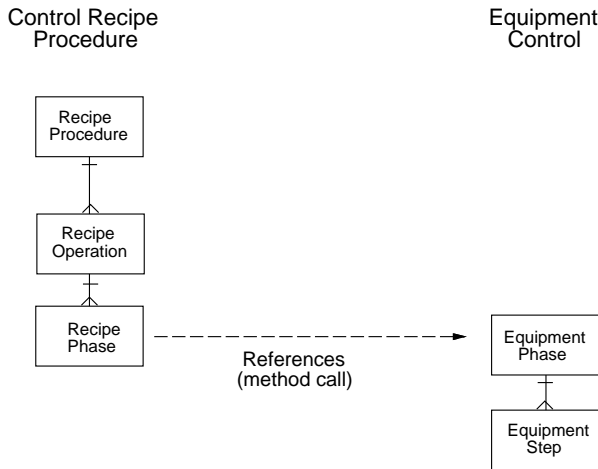 Control Recipe
Procedure
Equipment
Control
Recipe
Procedure
Recipe
Operation
Recipe
Phase
References
(method call)
Equipment
Phase
Equipment
Step